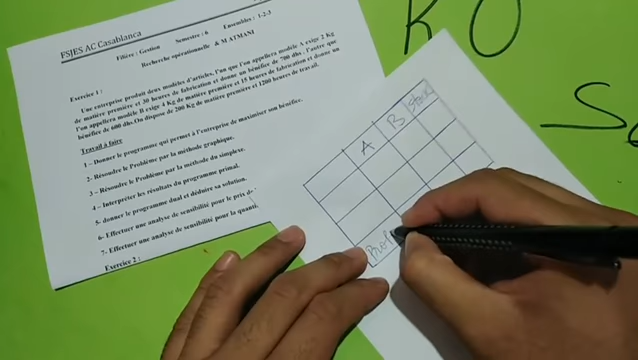 FSJES AC Casablanca
Filière : Gestion Semestre : 6 Ensembles : 1-2-3
Recherche opérationnelle & M ATMANI
Exercice 1 :
Une entreprise produit deux modèles d'articles, l'un que l'on appellera modèle A exige 2 Kg
de matière première et 30 heures de fabrication et donne un bénéfice de 700 dhs. l'autre que
l'on appellera modèle B exige 4 Kg de matière première et 15 heures de fabrication et donne un
bénéfice de 600 dhs. On dispose de 200 Kg de matière première et 1200 heures de travail.
Travail à faire
1 – Donner le programme qui permet à l'entreprise de maximiser son bénéfice.
2- Résoudre le Problème par la méthode graphique.
3 – Résoudre le Problème par la méthode du simplexe.
4 – Interpréter les résultats du programme primal.
5- donner le programme dual et déduire sa solution.
6- Effectuer une analyse de sensibilité pour le prix de
7- Effectuer une analyse de sensibilité pour la quanti
Exercice 2 :
RO
A B Stock